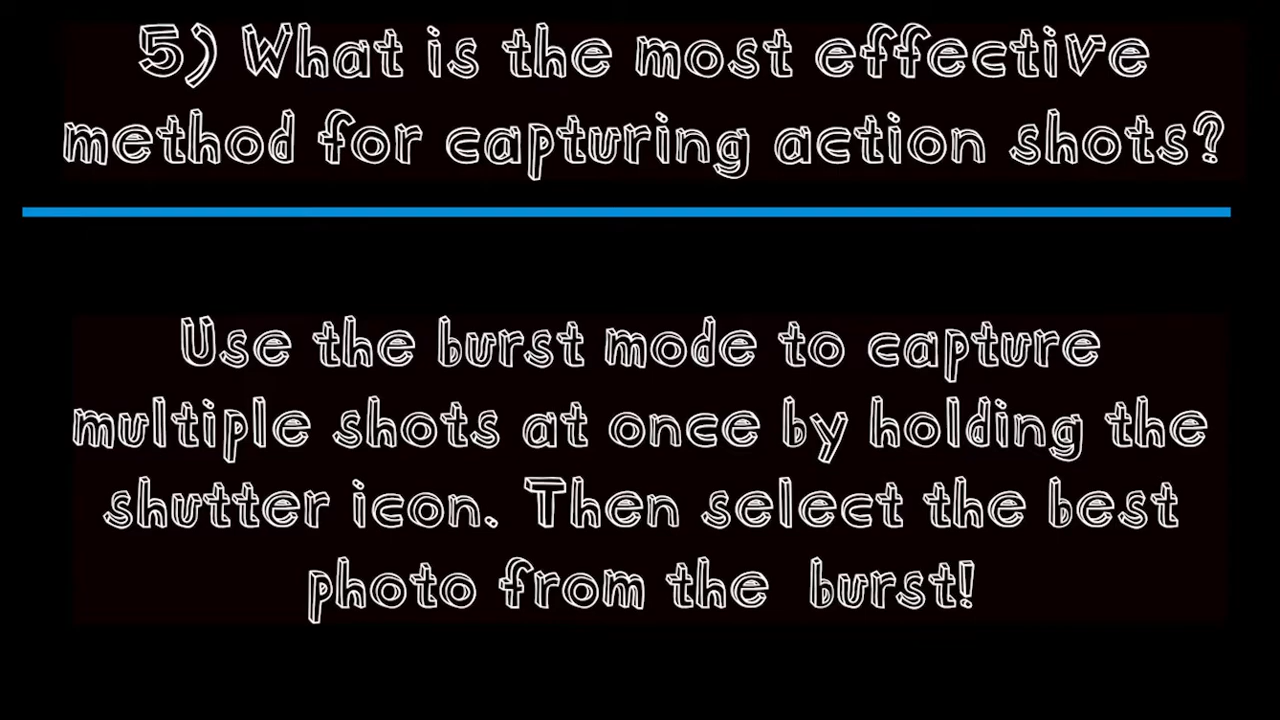 5) What is the most effective
method for capturing action shots?
Use the burst mode to capture
multiple shots at once by holding the
shutter icon. Then select the best
photo from the burst!